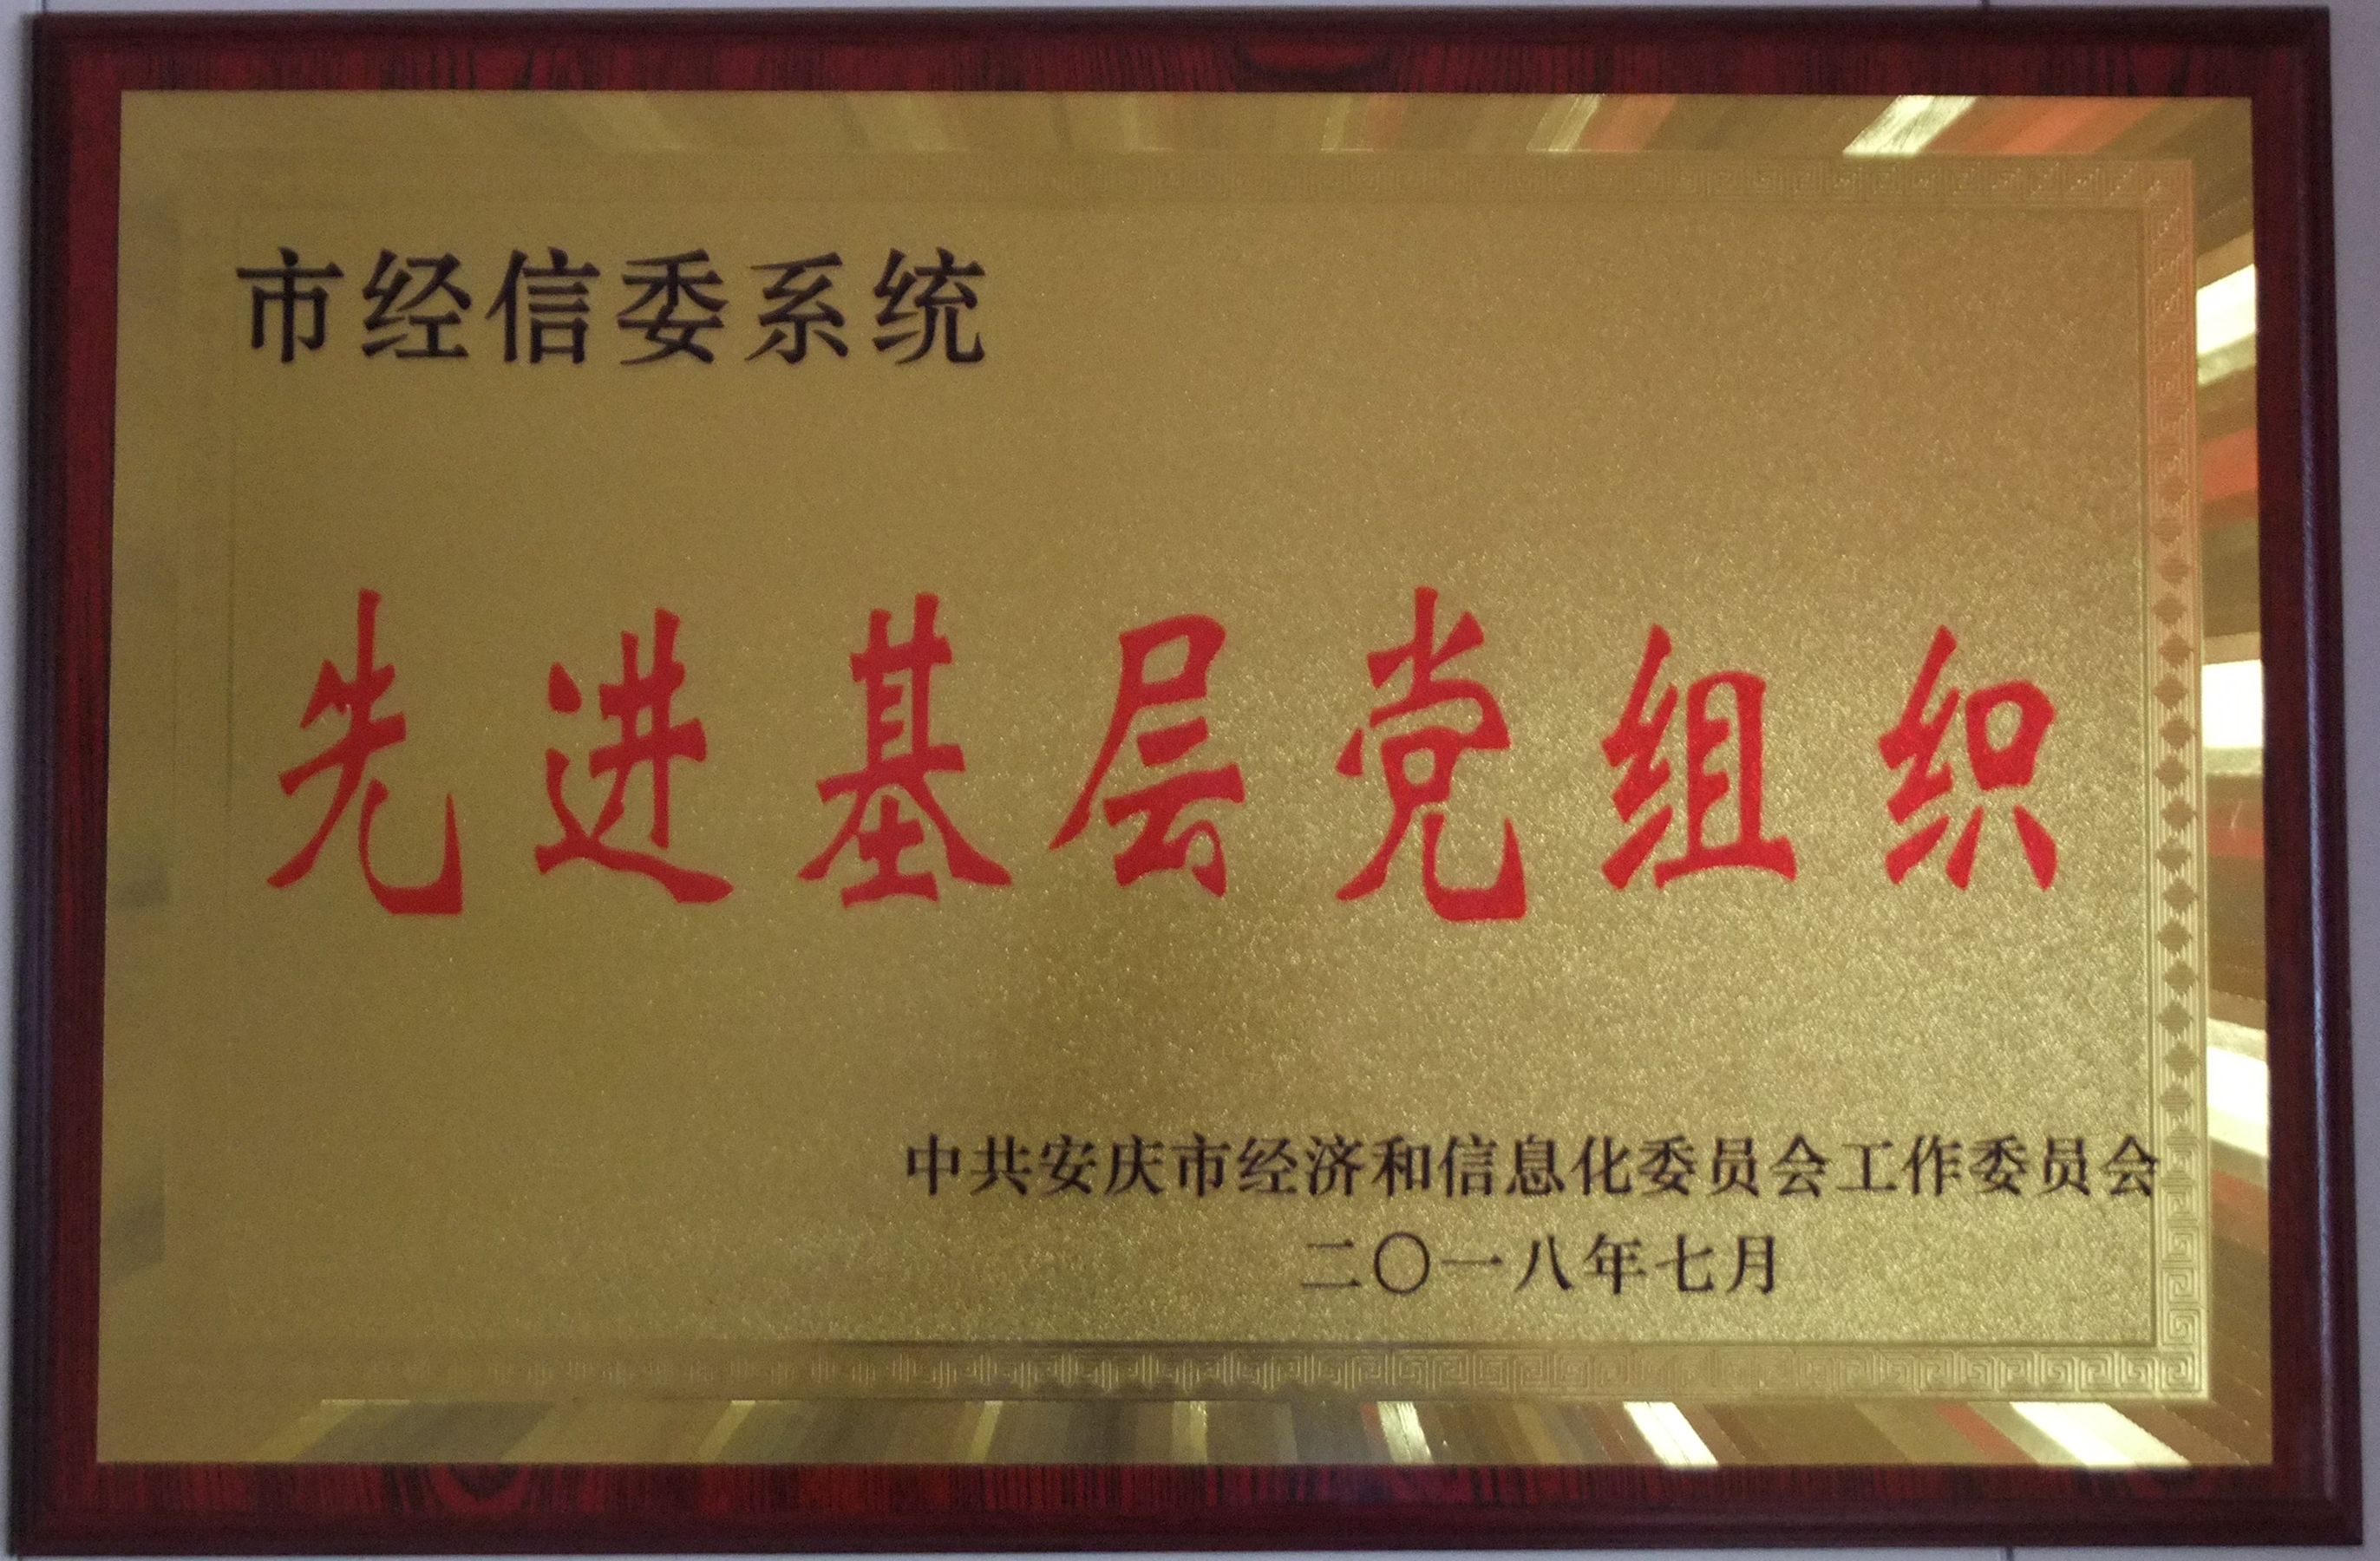 市经信委系统
先进基层党组织
中共安庆市经济和信息化委员会工作委员会
二〇一八年七月